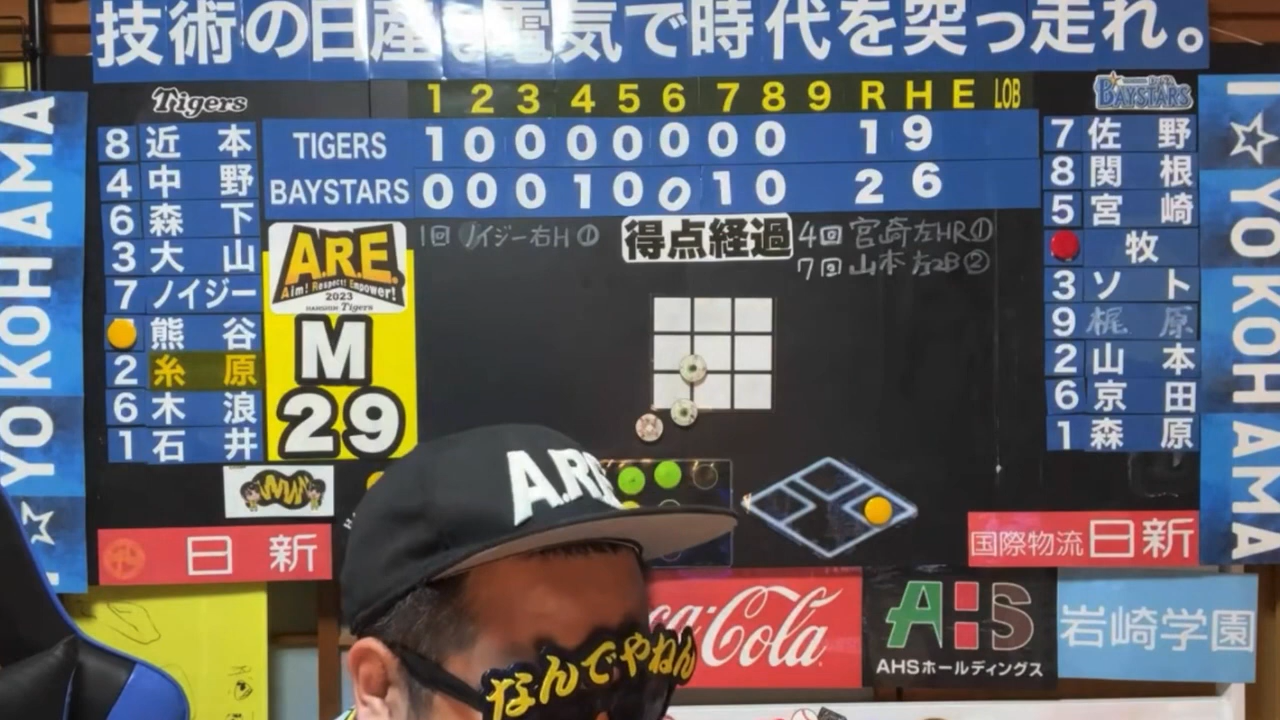 技術の日産 電気で時代を突っ走れ。
Tigers
1 2 3 4 5 6 7 8 9 R H E LOB
BAYSTARS
TIGERS 1 0 0 0 0 0 0 0 1 9
BAYSTARS 0 0 0 1 0 0 1 0 2 6
8 近本
4 中野
6 森下
3 大山
7 ノイジー
熊谷
2 糸原
6 木浪
1 石井
7 佐野
8 関根
5 宮崎
牧
3 ソト
9 梶原
2 山本
6 京田
1 森原
1回 ノイジー右H ①
得点経過
4回 宮崎左HR①
7回 山本左2B②
A.R.E.
Aim! Respect! Empower!
2023
HANSHIN Tigers
M
29
☆ YOKOHAMA
☆ YOKOHAMA
日新
国際物流 日新
A.R.E
なんでやねん
Coca-Cola
AHS
AHSホールディングス
岩崎学園